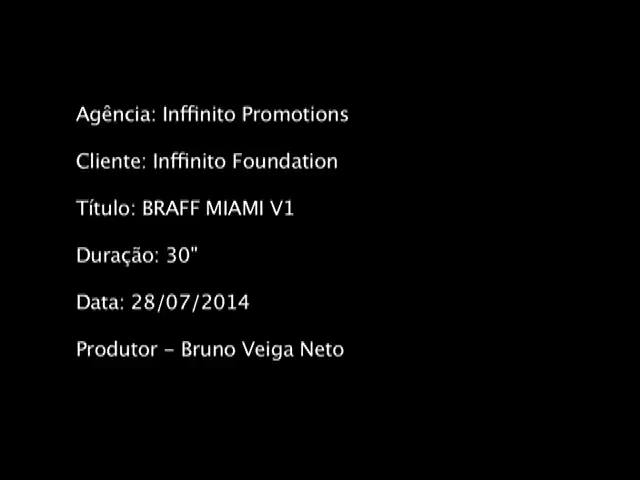 Agência: Inffinito Promotions
Cliente: Inffinito Foundation
Título: BRAFF MIAMI V1
Duração: 30"
Data: 28/07/2014
Produtor – Bruno Veiga Neto